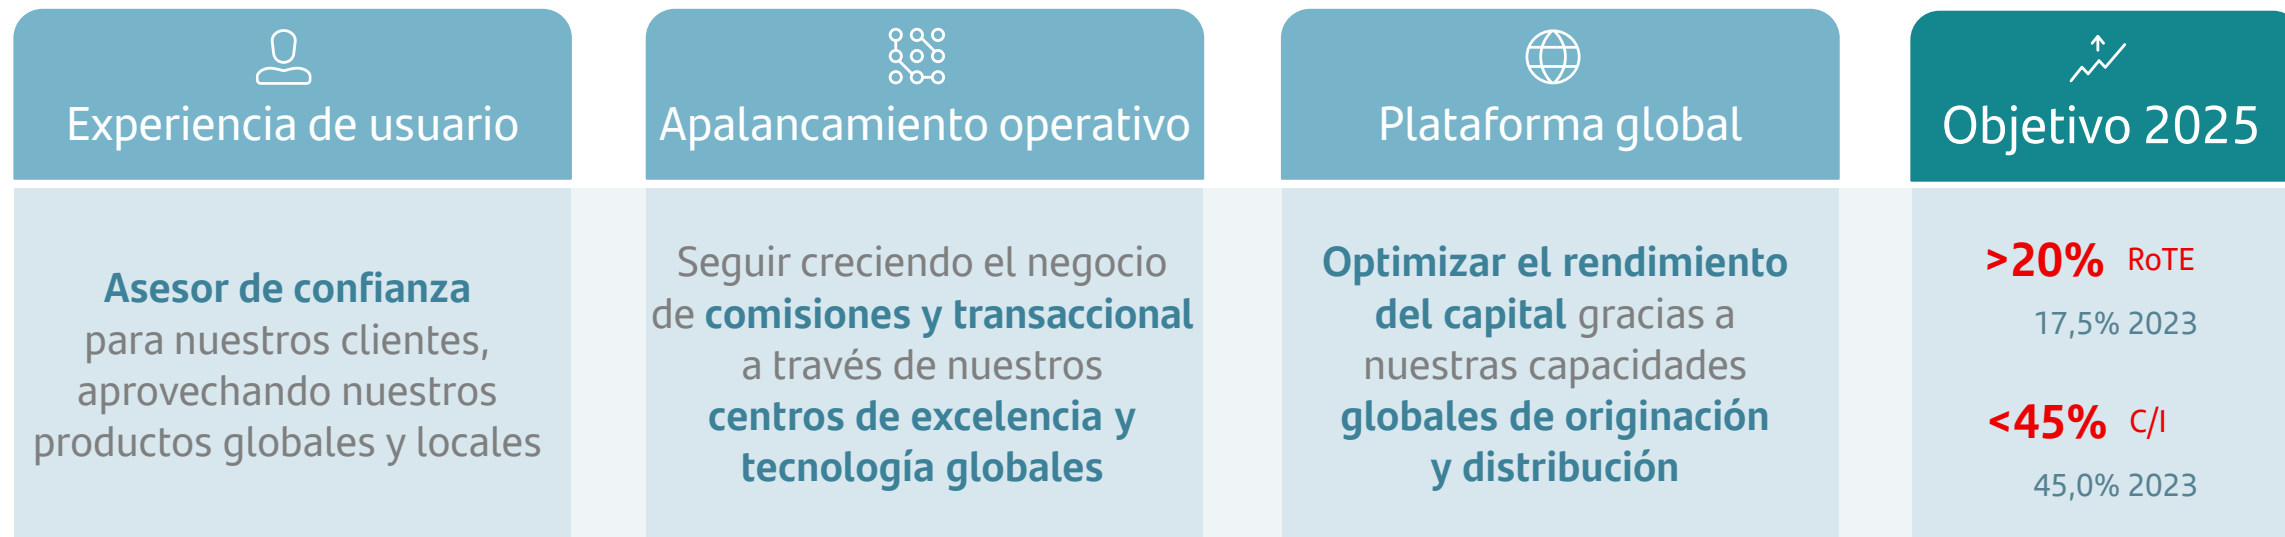 Experiencia de usuario
Asesor de confianza
para nuestros clientes,
aprovechando nuestros
productos globales y locales
Apalancamiento operativo
Seguir creciendo el negocio
de comisiones y transaccional
a través de nuestros
centros de excelencia y
tecnología globales
Plataforma global
Optimizar el rendimiento
del capital gracias a
nuestras capacidades
globales de originación
y distribución
Objetivo 2025
>20% RoTE
17,5% 2023
<45% C/I
45,0% 2023